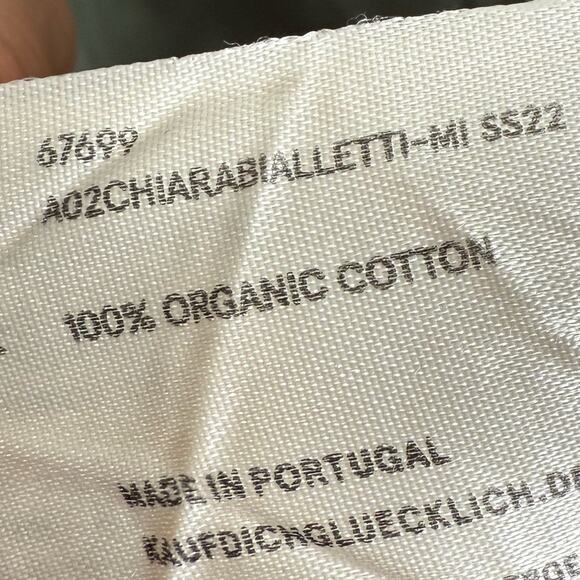 67699
A02CHIARABIALLETTI-MI SS22
100% ORGANIC COTTON
MADE IN PORTUGAL
KAUFDICHGLUECKLICH.DE